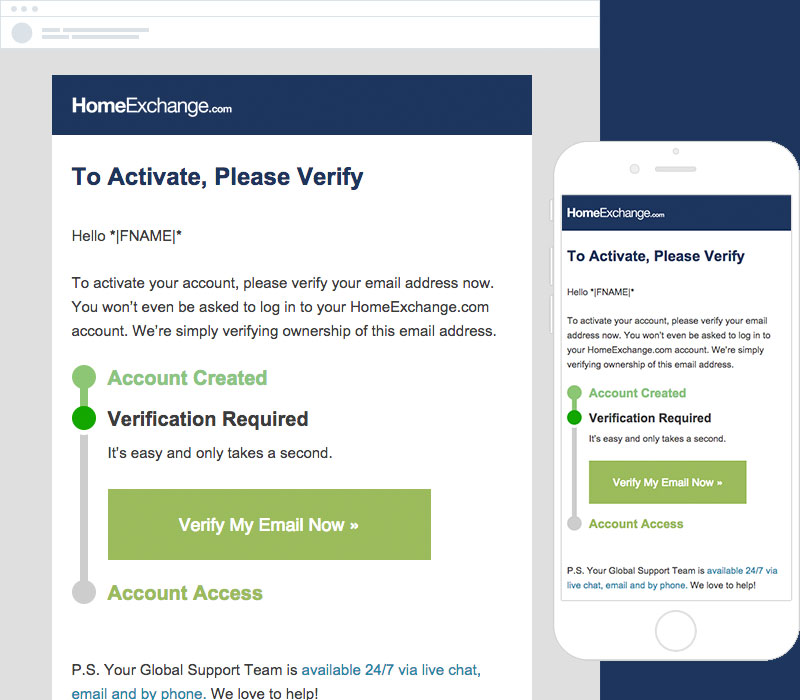 HomeExchange.com
To Activate, Please Verify
Hello *|FNAME|*
To activate your account, please verify your email address now.
You won’t even be asked to log in to your HomeExchange.com
account. We’re simply verifying ownership of this email address.
Account Created
Verification Required
It’s easy and only takes a second.
Verify My Email Now »
Account Access
P.S. Your Global Support Team is available 24/7 via live chat,
email and by phone. We love to help!
HomeExchange.com
To Activate, Please Verify
Hello *|FNAME|*
To activate your account, please verify your email
address now. You won’t even be asked to log in to
your HomeExchange.com account. We’re simply
verifying ownership of this email address.
Account Created
Verification Required
It’s easy and only takes a second.
Verify My Email Now »
Account Access
P.S. Your Global Support Team is available 24/7 via
live chat, email and by phone. We love to help!